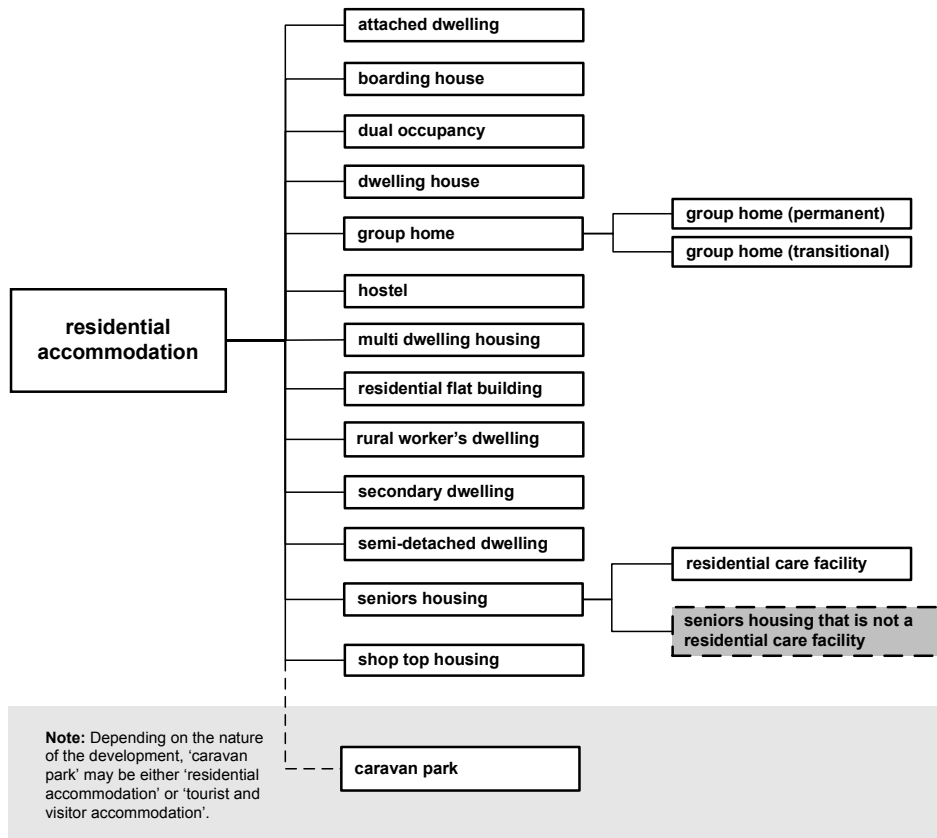 attached dwelling
boarding house
dual occupancy
dwelling house
group home
group home (permanent)
group home (transitional)
hostel
residential
accommodation
multi dwelling housing
residential flat building
rural worker’s dwelling
secondary dwelling
semi-detached dwelling
seniors housing
residential care facility
seniors housing that is not a
residential care facility
shop top housing
Note: Depending on the nature
of the development, ‘caravan
park’ may be either ‘residential
accommodation’ or ‘tourist and
visitor accommodation’.
caravan park